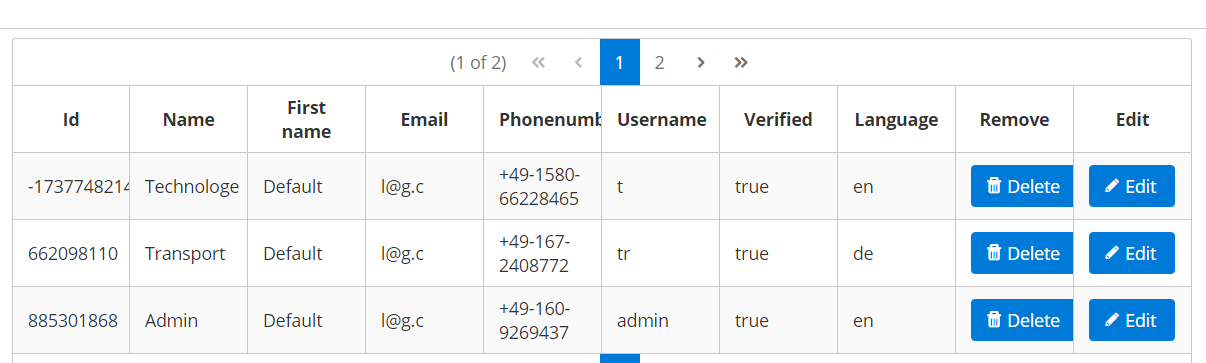 (1 of 2) « ‹ 1 2 › »
Id Name First name Email Phonenumb Username Verified Language Remove Edit
-1737748214 Technologe Default l@g.c +49-1580-66228465 t true en Delete Edit
662098110 Transport Default l@g.c +49-167-2408772 tr true de Delete Edit
885301868 Admin Default l@g.c +49-160-9269437 admin true en Delete Edit